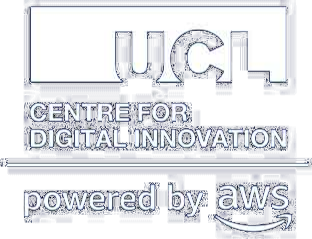 UCL
CENTRE FOR
DIGITAL INNOVATION
powered by aws